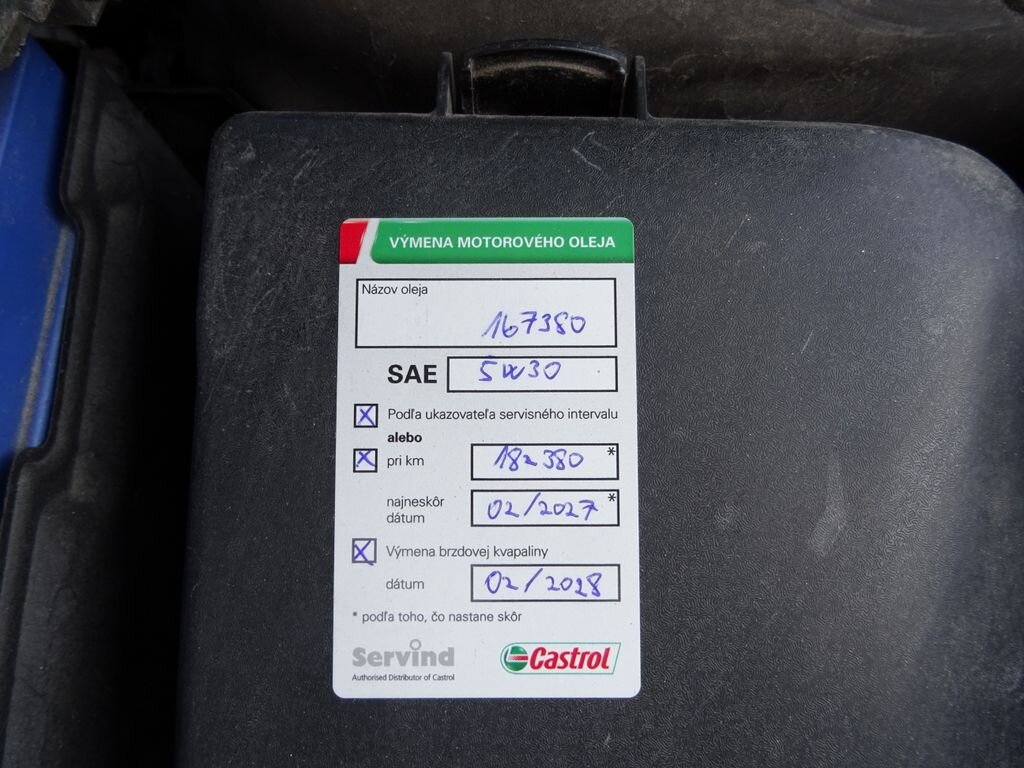 VÝMENA MOTOROVÉHO OLEJA
Názov oleja
167380
SAE 5W30
X Podľa ukazovateľa servisného intervalu
alebo
X pri km 182380 *
najneskôr
dátum 02/2027 *
X Výmena brzdovej kvapaliny
dátum 02/2028
* podľa toho, čo nastane skôr
Servind Castrol
Authorised Distributor of Castrol